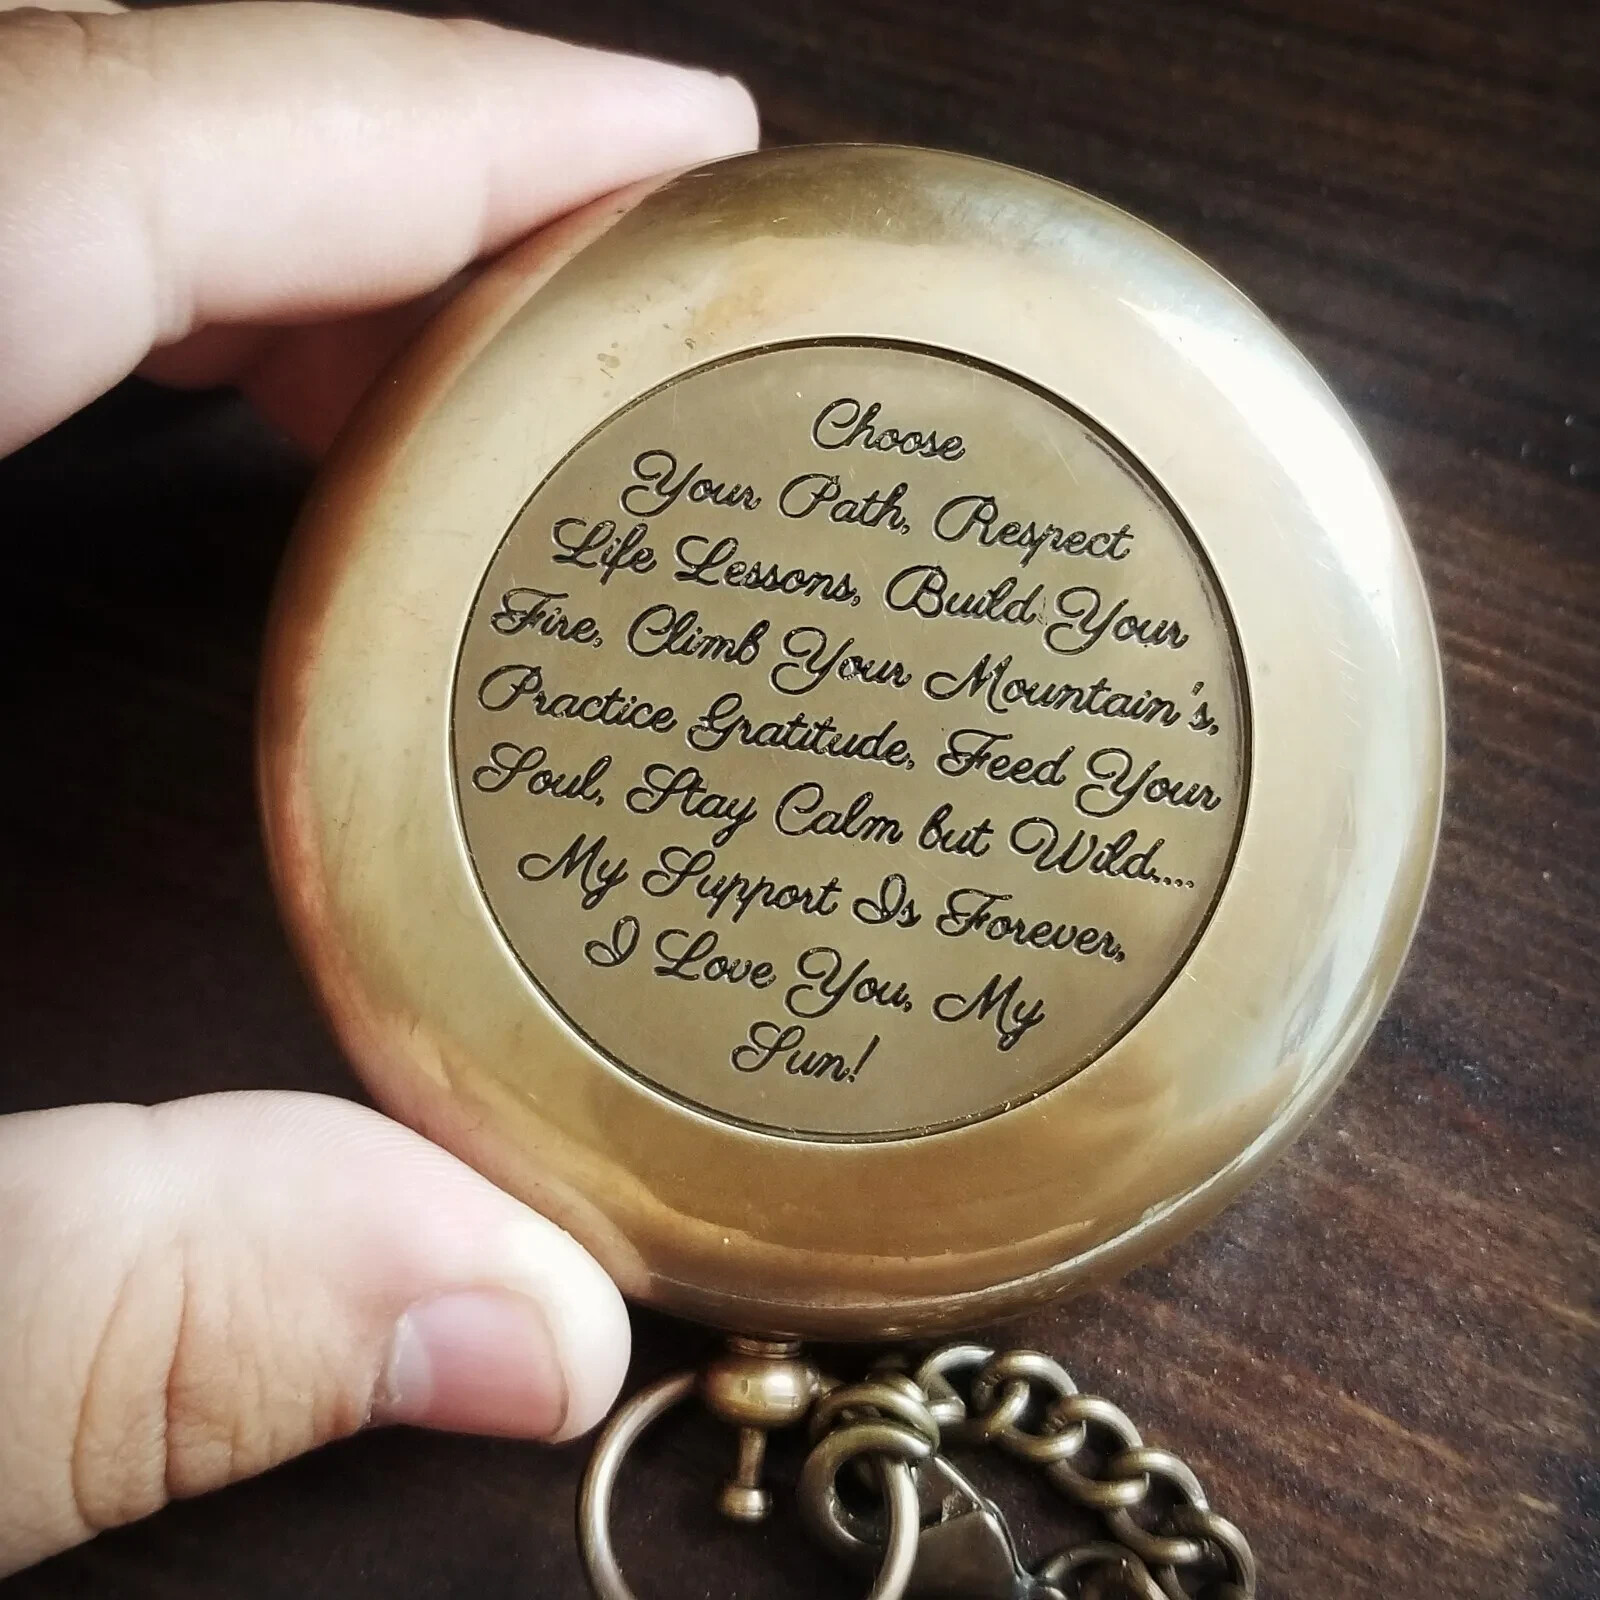 Choose
Your Path, Respect
Life Lessons, Build Your
Fire, Climb Your Mountain's,
Practice Gratitude, Feed Your
Soul, Stay Calm but Wild....
My Support Is Forever,
I Love You, My
Sun!